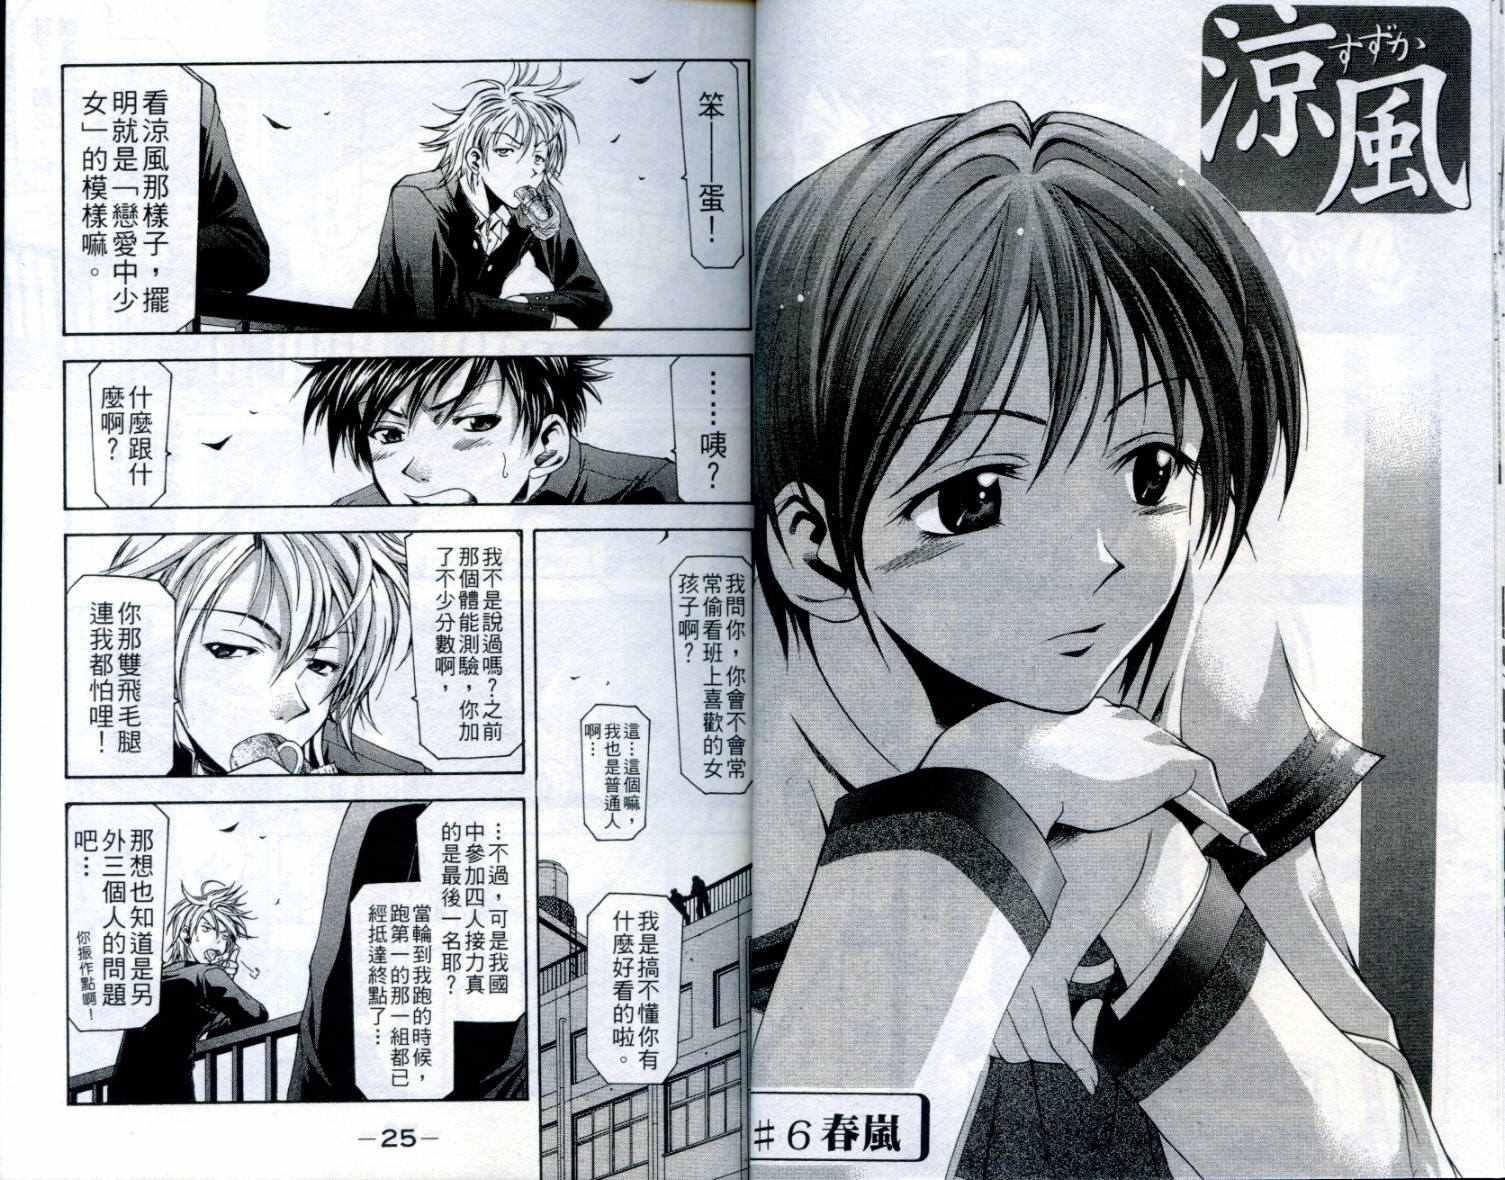 涼風
すずか
#6春嵐
笨——蛋!
看涼風那樣子,擺
明就是「戀愛中少
女」的模樣嘛。
……咦?
什麼跟什
麼啊?
我問你,你會不會常
常偷看班上喜歡的女
孩子啊?
這…這個嘛,
我也是普通人
啊…
我是搞不懂你有
什麼好看的啦。
我不是說過嗎?之前
那個體能測驗,你加
了不少分數啊,
你那雙飛毛腿
連我都怕哩!
…不過,可是我國
中參加四人接力真
的是最後一名耶?
當輪到我跑的時候,
跑第一的那一組都已
經抵達終點了…
那想也知道是另
外三個人的問題
吧…
你振作點啊!
—25—